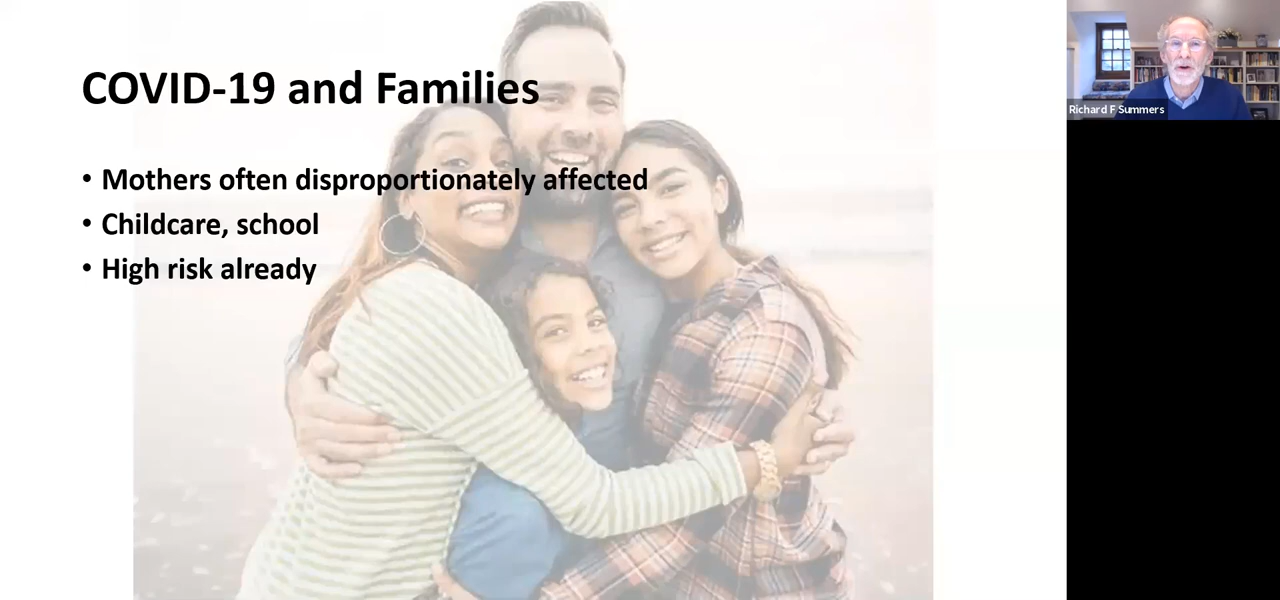 COVID-19 and Families
• Mothers often disproportionately affected
• Childcare, school
• High risk already
Richard F Summers